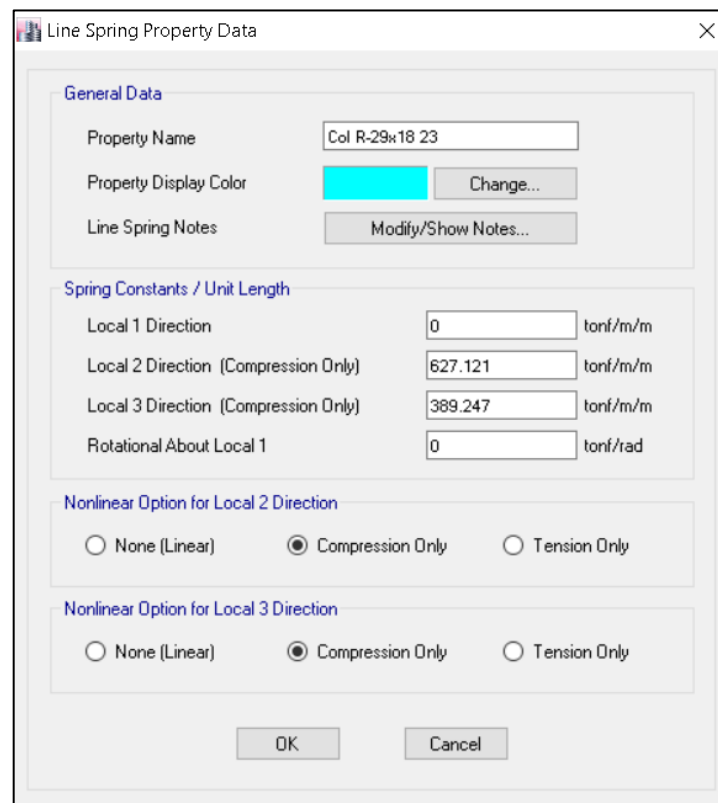 Line Spring Property Data
General Data
Property Name Col R-29x18 23
Property Display Color Change...
Line Spring Notes Modify/Show Notes...
Spring Constants / Unit Length
Local 1 Direction 0 tonf/m/m
Local 2 Direction (Compression Only) 627.121 tonf/m/m
Local 3 Direction (Compression Only) 389.247 tonf/m/m
Rotational About Local 1 0 tonf/rad
Nonlinear Option for Local 2 Direction
None (Linear) Compression Only Tension Only
Nonlinear Option for Local 3 Direction
None (Linear) Compression Only Tension Only
OK Cancel